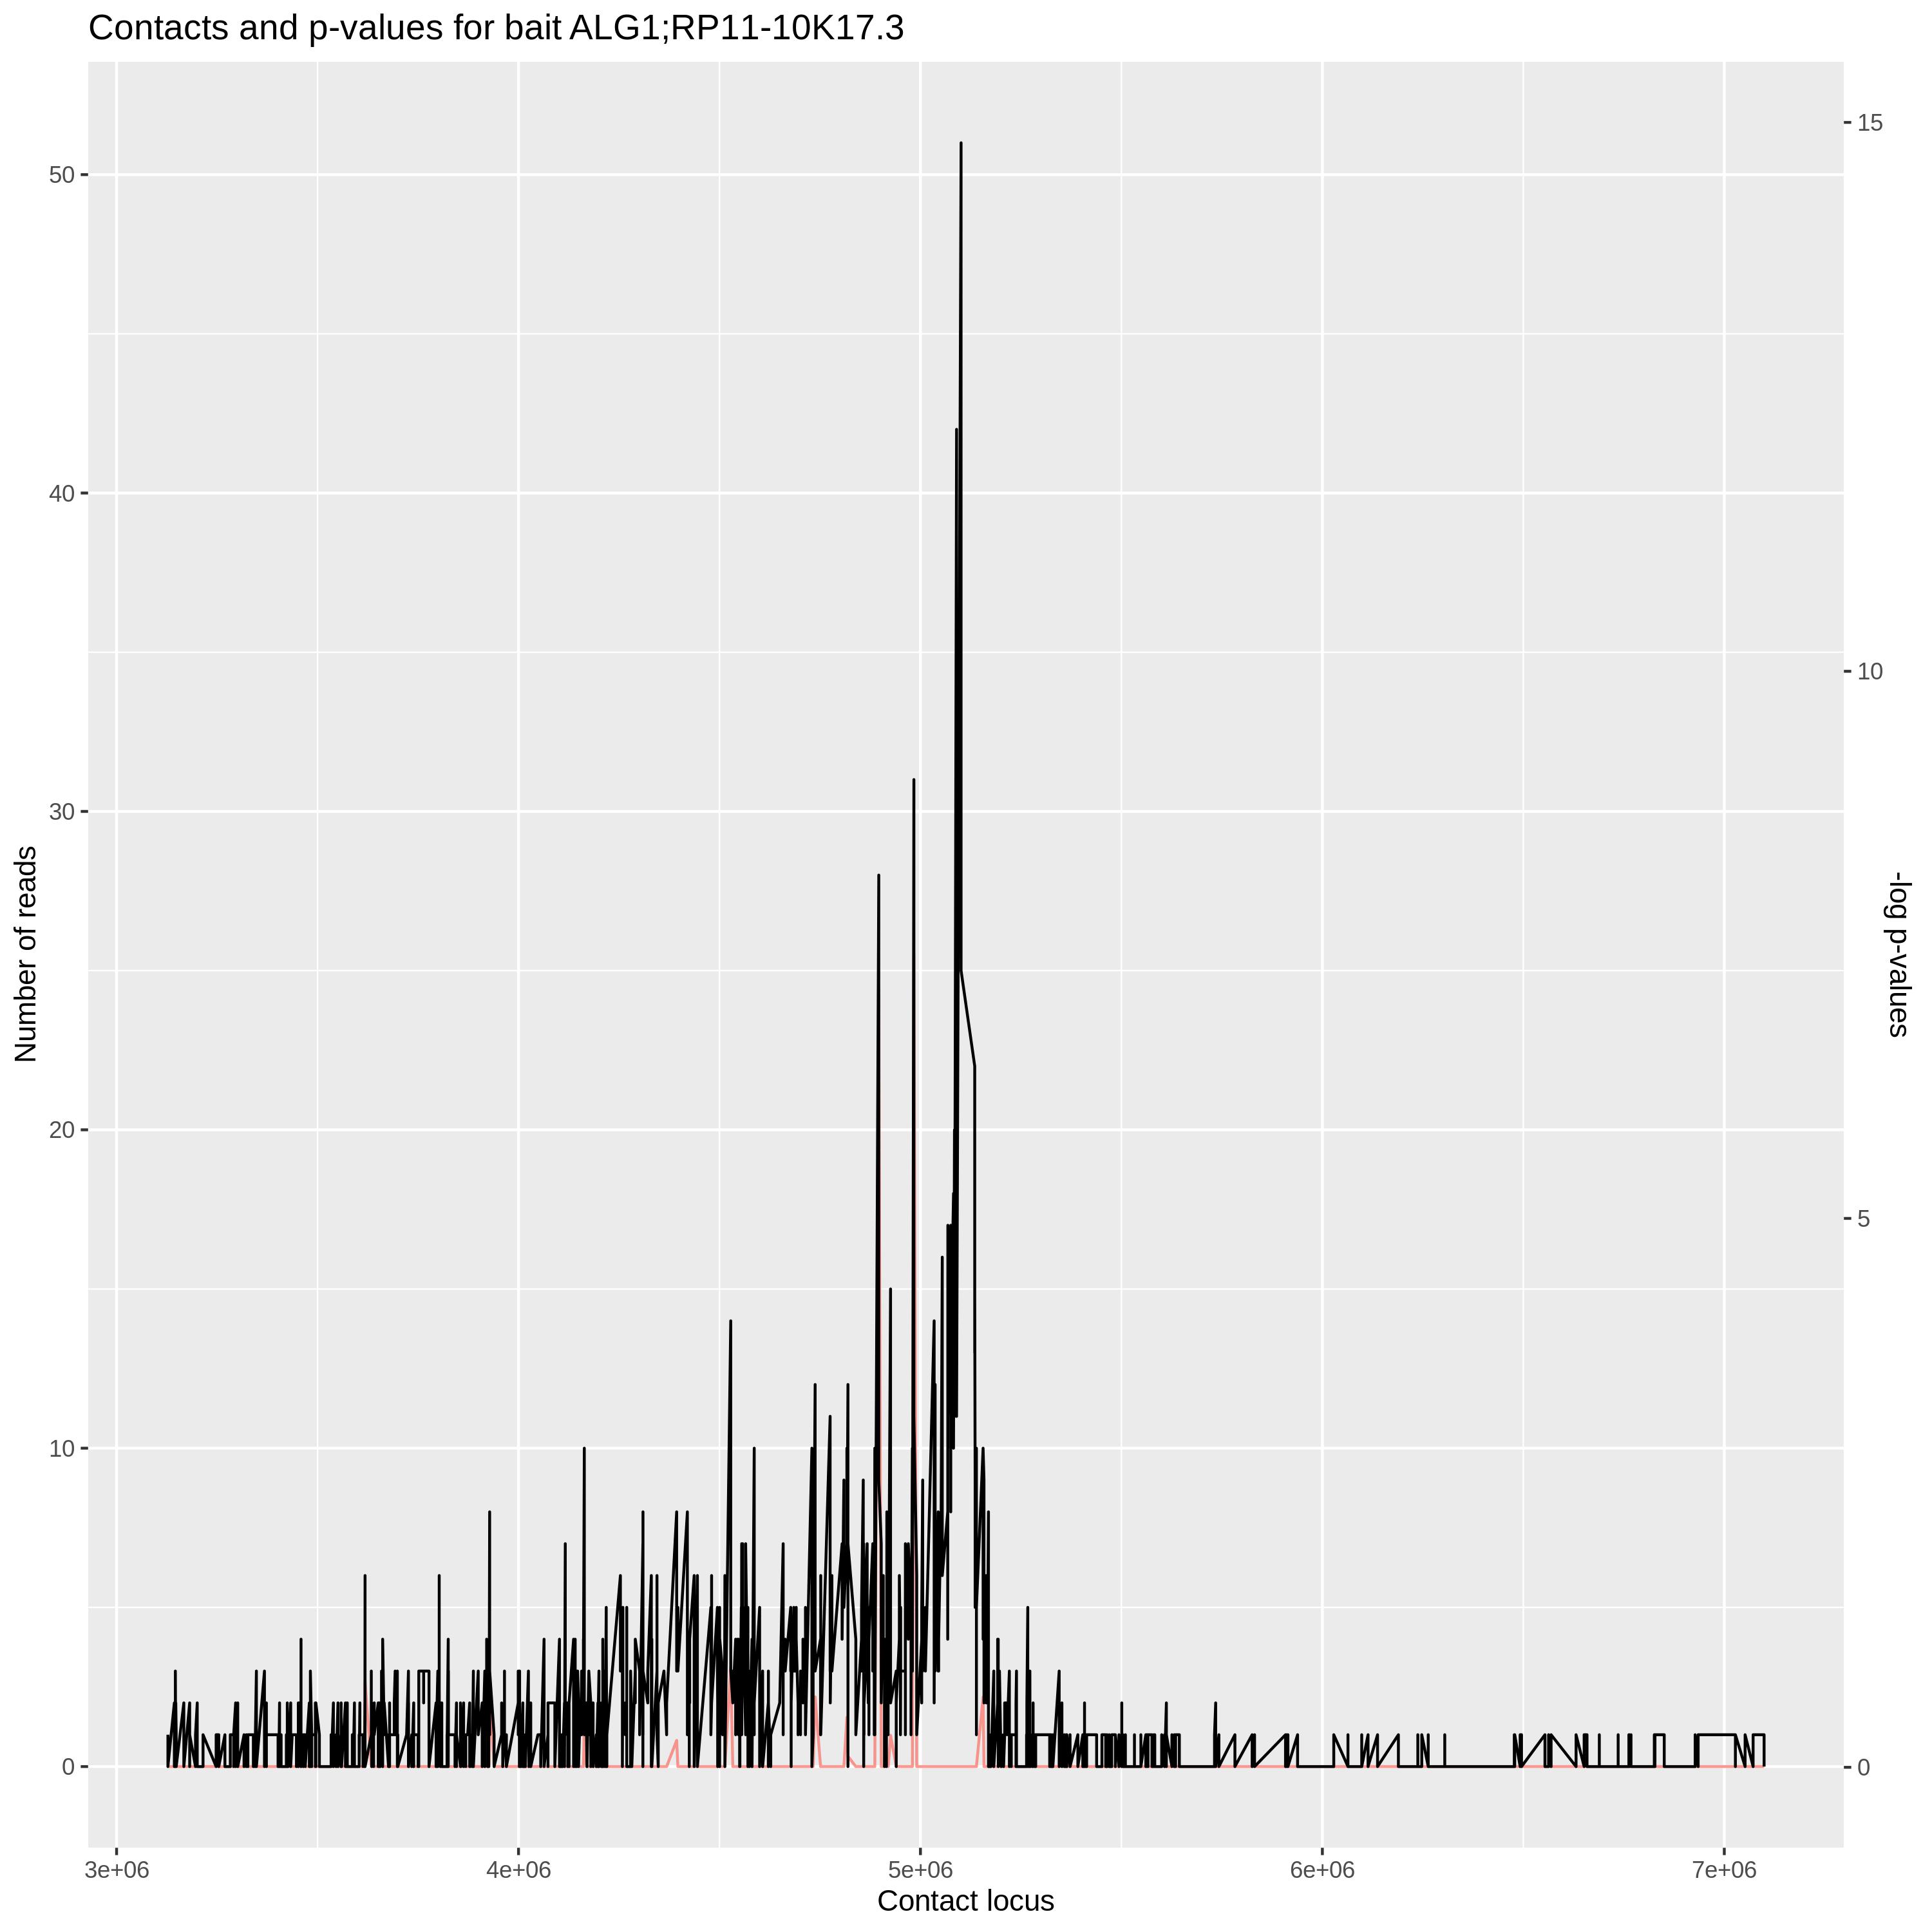 Contacts and p-values for bait ALG1;RP11-10K17.3
50
40
30
20
10
0
Number of reads
15
10
5
0
-log p-values
3e+06
4e+06
5e+06
6e+06
7e+06
Contact locus